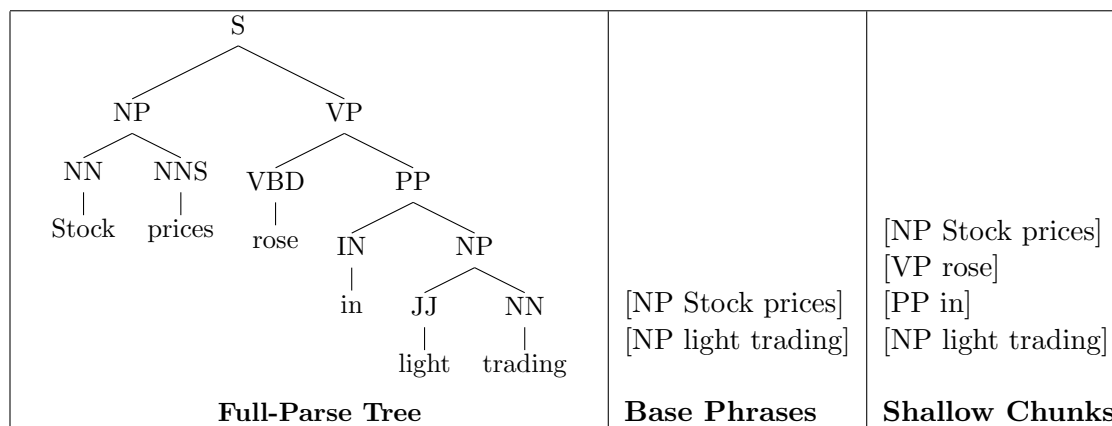 S
NP VP
NN NNS VBD PP
Stock prices rose IN NP
in JJ NN
light trading
Full-Parse Tree
[NP Stock prices]
[NP light trading]
Base Phrases
[NP Stock prices]
[VP rose]
[PP in]
[NP light trading]
Shallow Chunks